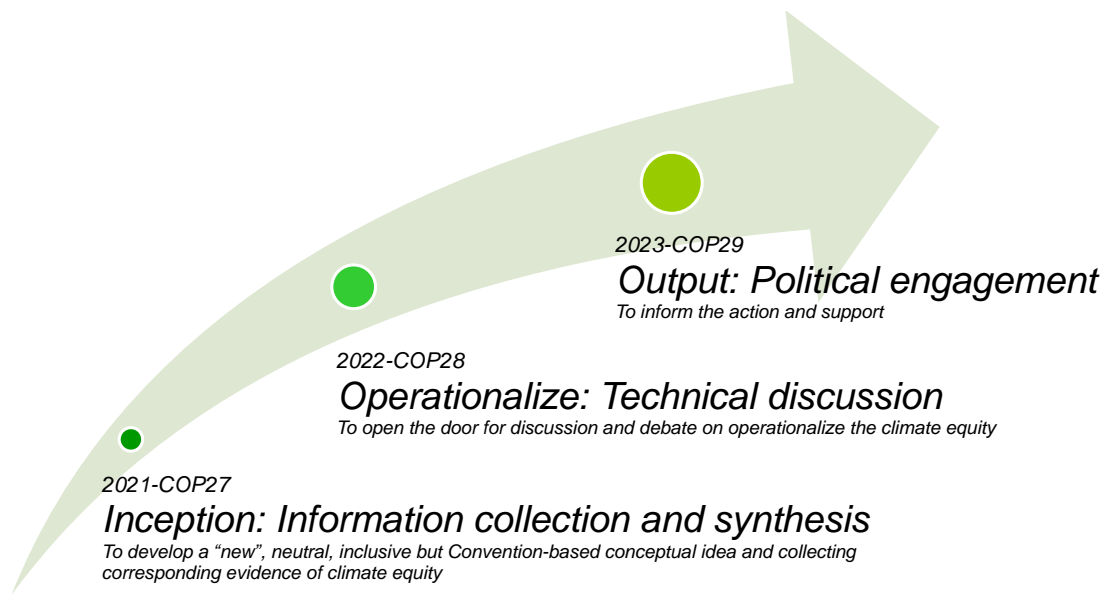 2023-COP29
Output: Political engagement
To inform the action and support
2022-COP28
Operationalize: Technical discussion
To open the door for discussion and debate on operationalize the climate equity
2021-COP27
Inception: Information collection and synthesis
To develop a “new”, neutral, inclusive but Convention-based conceptual idea and collecting
corresponding evidence of climate equity